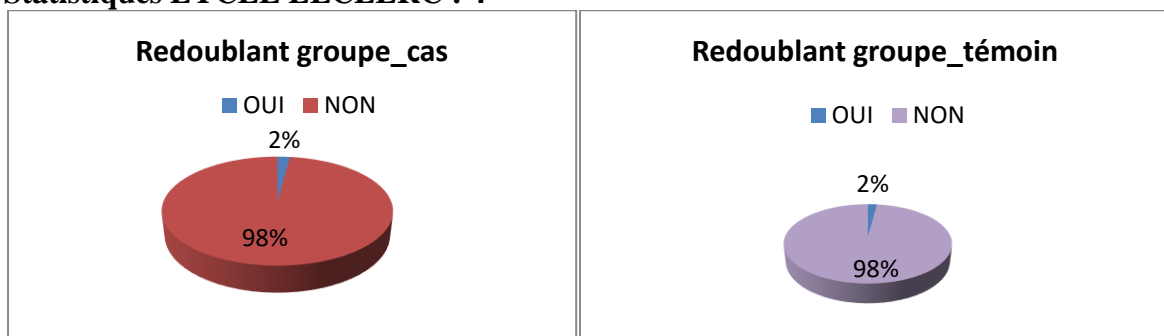 Redoublant groupe_cas
OUI NON
2%
98%
Redoublant groupe_témoin
OUI NON
2%
98%